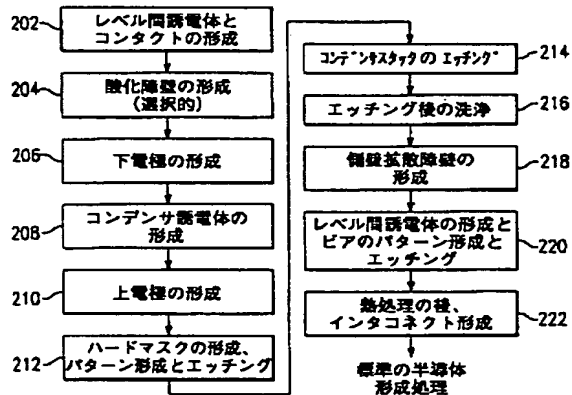 202
レベル間誘電体と
コンタクトの形成
204
酸化障壁の形成
(選択的)
206
下電極の形成
208
コンデンサ誘電体の
形成
210
上電極の形成
212
ハードマスクの形成、
パターン形成とエッチング
コンデンサスタックの エッチング
214
エッチング後の洗浄
216
側壁拡散障壁の
形成
218
レベル間誘電体の形成と
ビアのパターン形成と
エッチング
220
熱処理の後、
インタコネクト形成
222
標準の半導体
形成処理